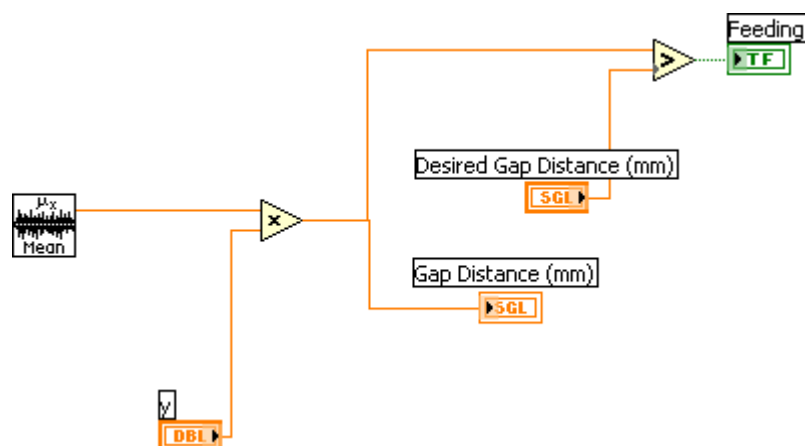 Feeding
>
TF
Desired Gap Distance (mm)
SGL
μx
Mean
x
Gap Distance (mm)
SGL
y
DBL